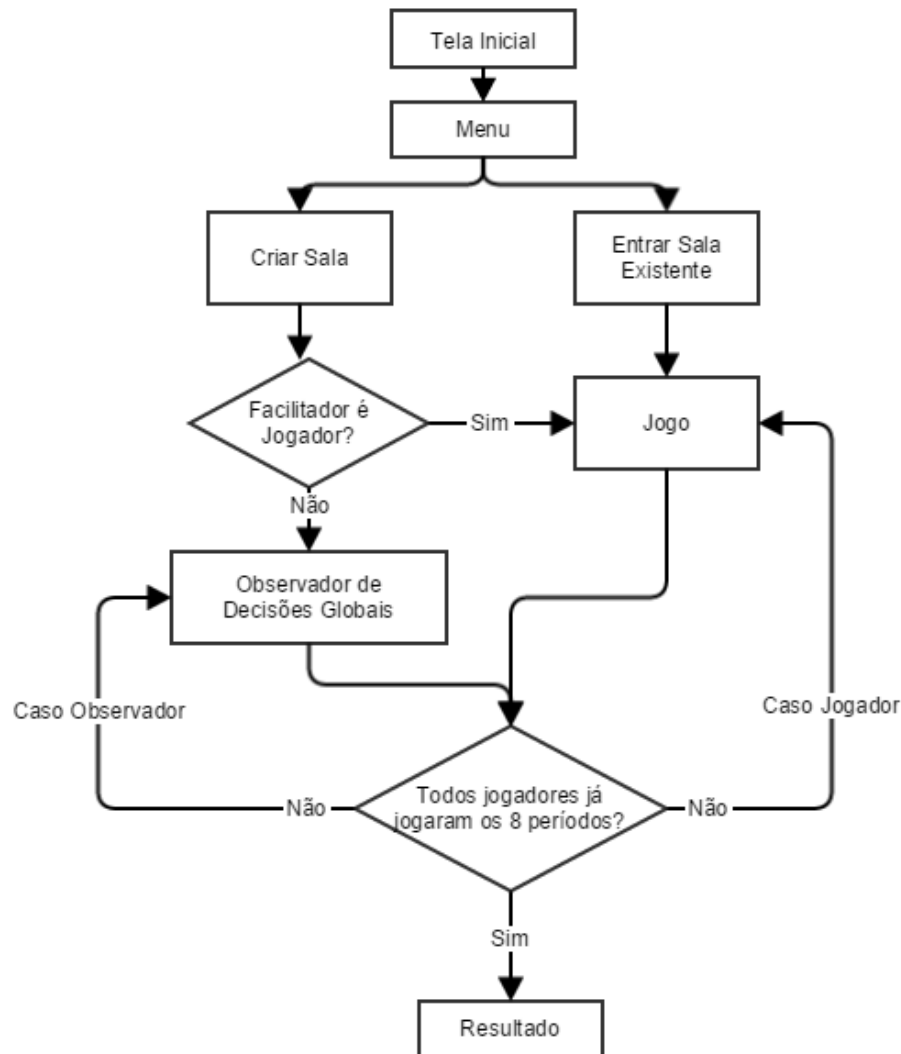 Tela Inicial
Menu
Criar Sala
Entrar Sala
Existente
Facilitador é
Jogador?
Sim
Jogo
Não
Observador de
Decisões Globais
Caso Observador
Caso Jogador
Todos jogadores já
jogaram os 8 períodos?
Não
Não
Sim
Resultado